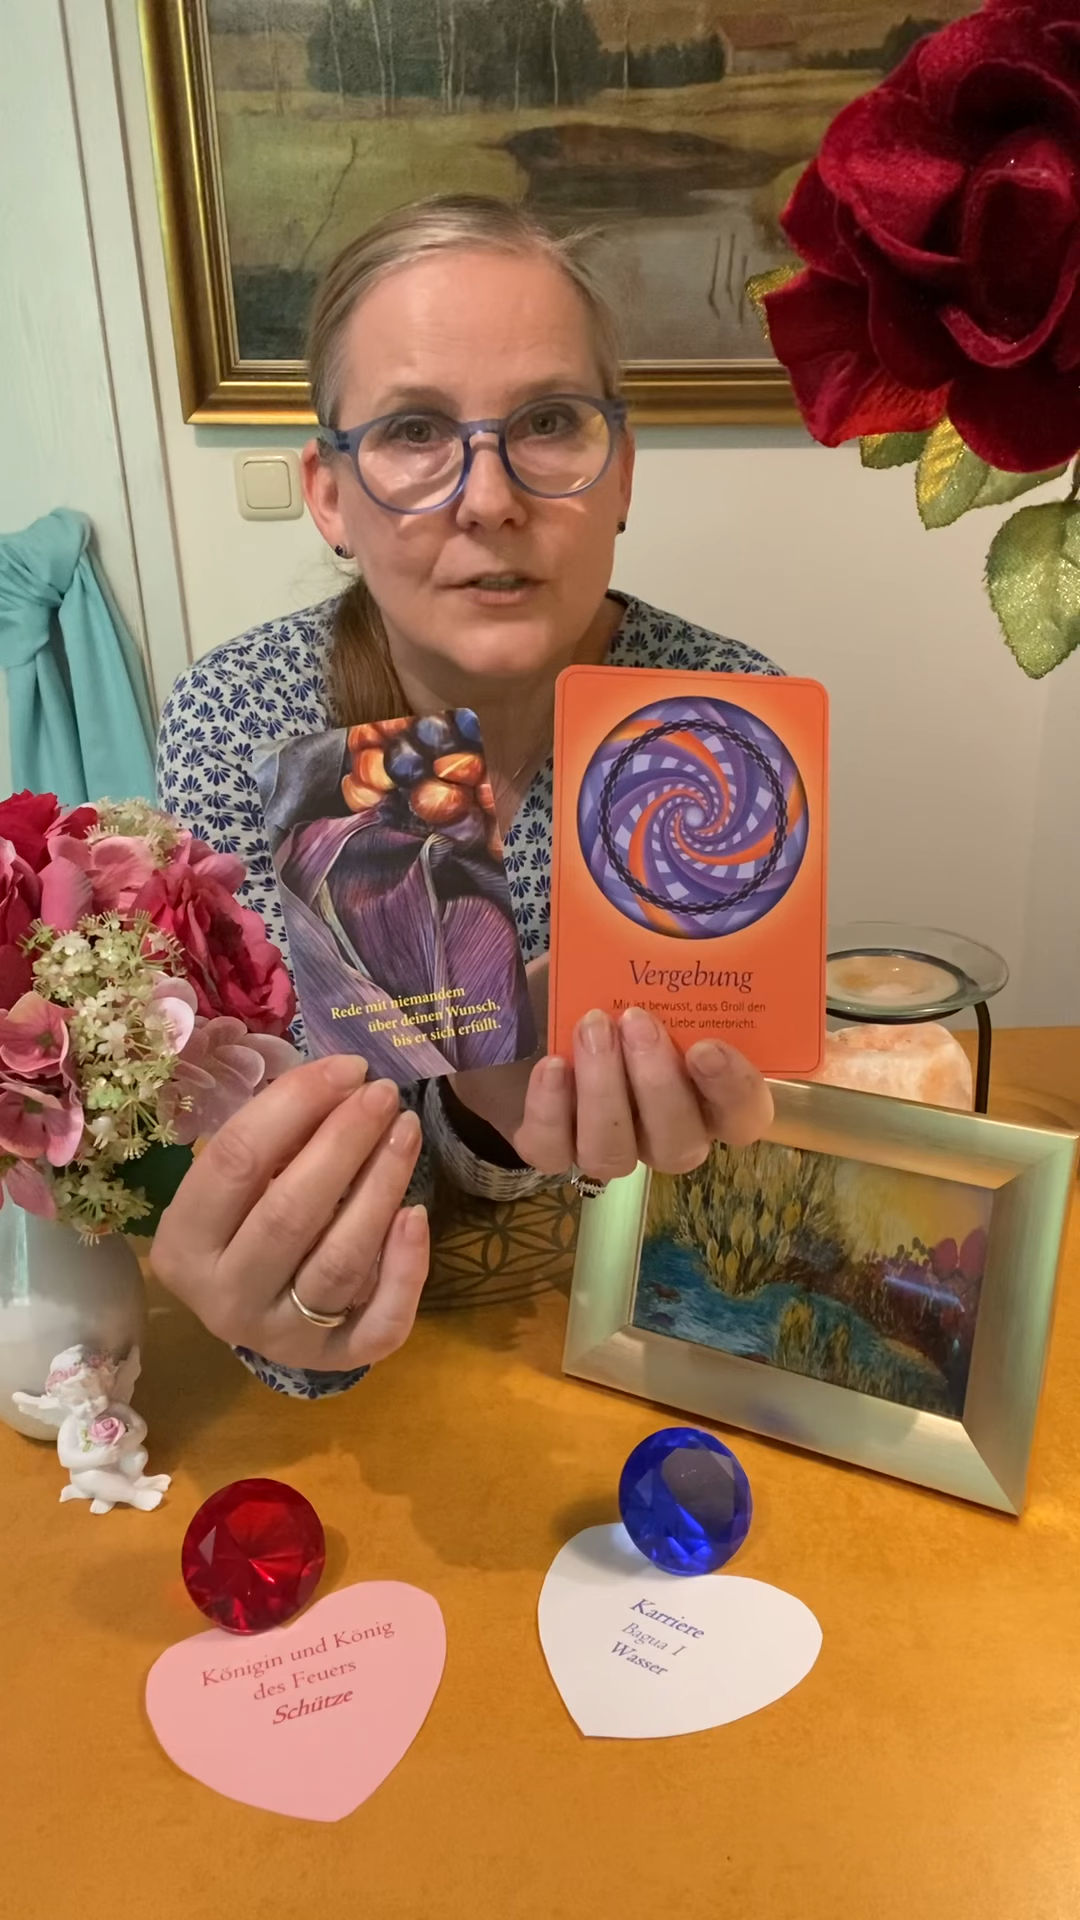 Rede mit niemandem
über deinen Wunsch,
bis er sich erfüllt.
Vergebung
Mir ist bewusst, dass Groll den
Liebe unterbricht.
Königin und König
des Feuers
Schütze
Karriere
Bagua 1
Wasser